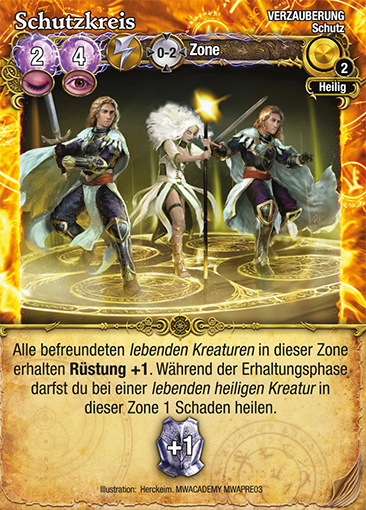 Schutzkreis
VERZAUBERUNG
Schutz
2 4 0-2 Zone
2
Heilig
Alle befreundeten lebenden Kreaturen in dieser Zone
erhalten Rüstung +1. Während der Erhaltungsphase
darfst du bei einer lebenden heiligen Kreatur in
dieser Zone 1 Schaden heilen.
+1
Illustration: Herckeim. MWACADEMY MWAPRE03